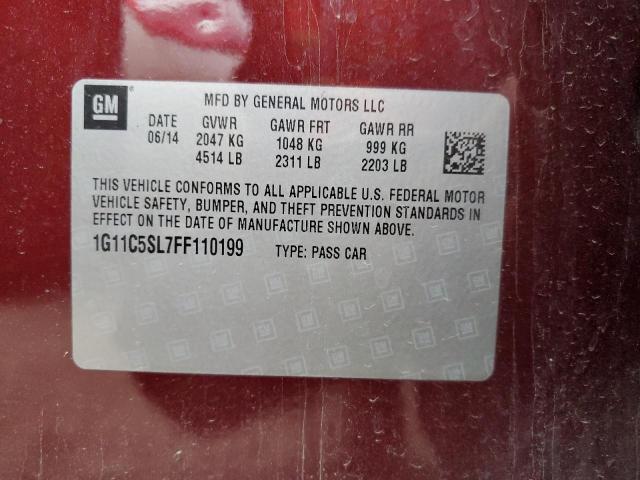 GM MFD BY GENERAL MOTORS LLC
DATE GVWR GAWR FRT GAWR RR
06/14 2047 KG 1048 KG 999 KG
4514 LB 2311 LB 2203 LB
THIS VEHICLE CONFORMS TO ALL APPLICABLE U.S. FEDERAL MOTOR
VEHICLE SAFETY, BUMPER, AND THEFT PREVENTION STANDARDS IN
EFFECT ON THE DATE OF MANUFACTURE SHOWN ABOVE.
1G11C5SL7FF110199 TYPE: PASS CAR